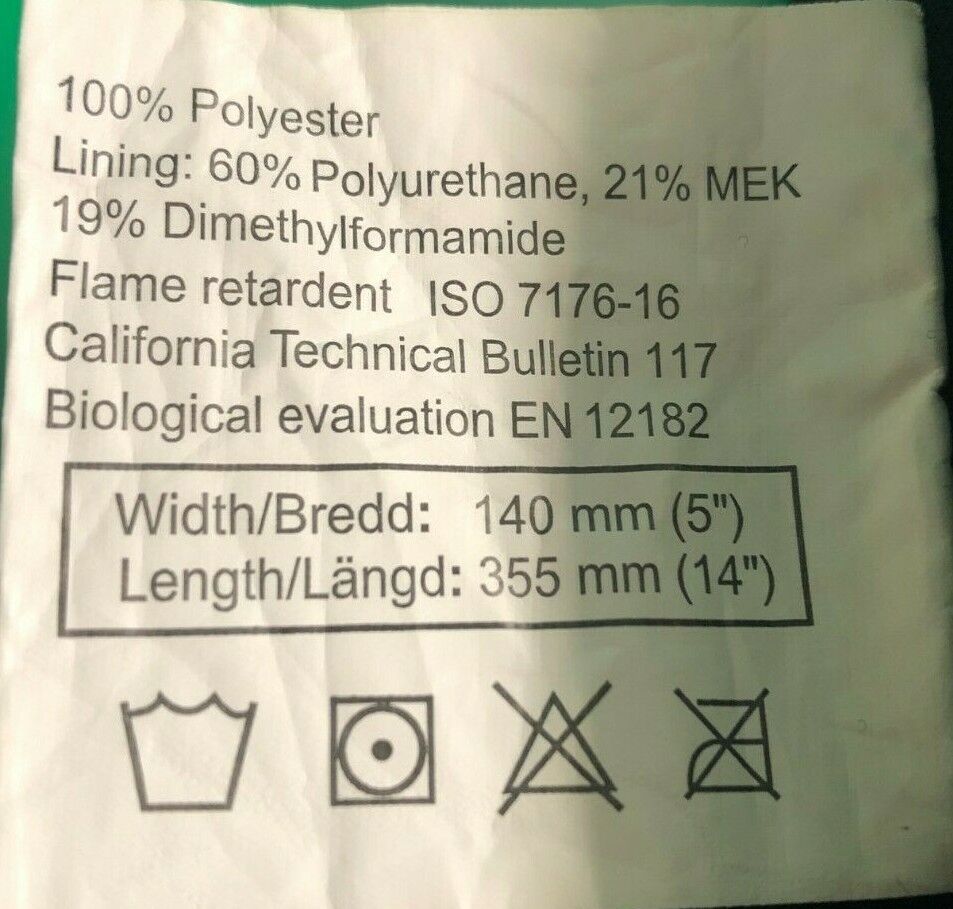 100% Polyester
Lining: 60% Polyurethane, 21% MEK
19% Dimethylformamide
Flame retardent ISO 7176-16
California Technical Bulletin 117
Biological evaluation EN 12182
Width/Bredd: 140 mm (5")
Length/Längd: 355 mm (14")